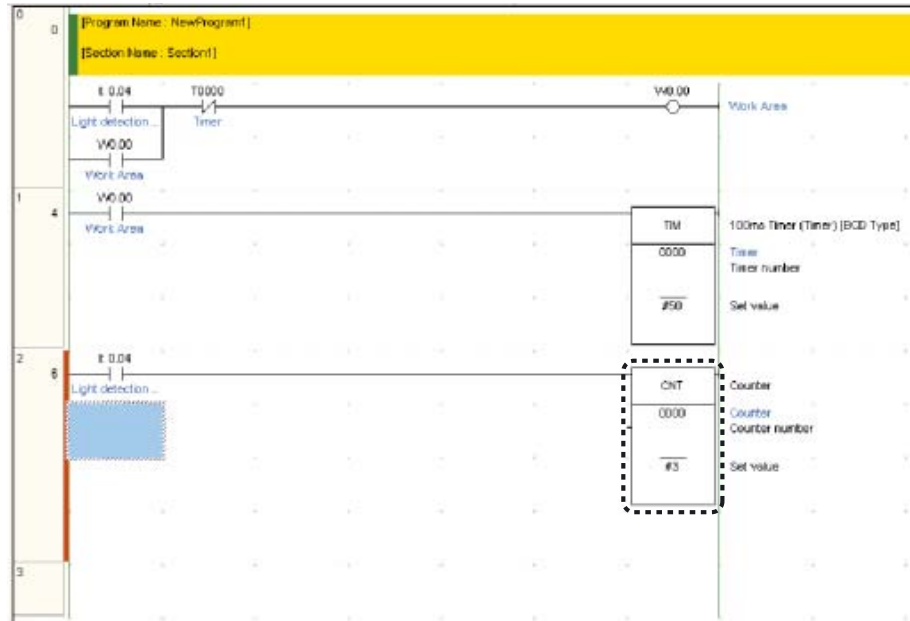 0
0
[Program Name : NewProgram1]
[Section Name : Section1]
I: 0.04
T0000
W0.00
Light detection...
Timer
Work Area
W0.00
Work Area
1
4
W0.00
Work Area
TIM
100ms Timer (Timer) [BCD Type]
0000
Timer
Timer number
#50
Set value
2
6
I: 0.04
Light detection...
CNT
Counter
0000
Counter
Counter number
#3
Set value
3